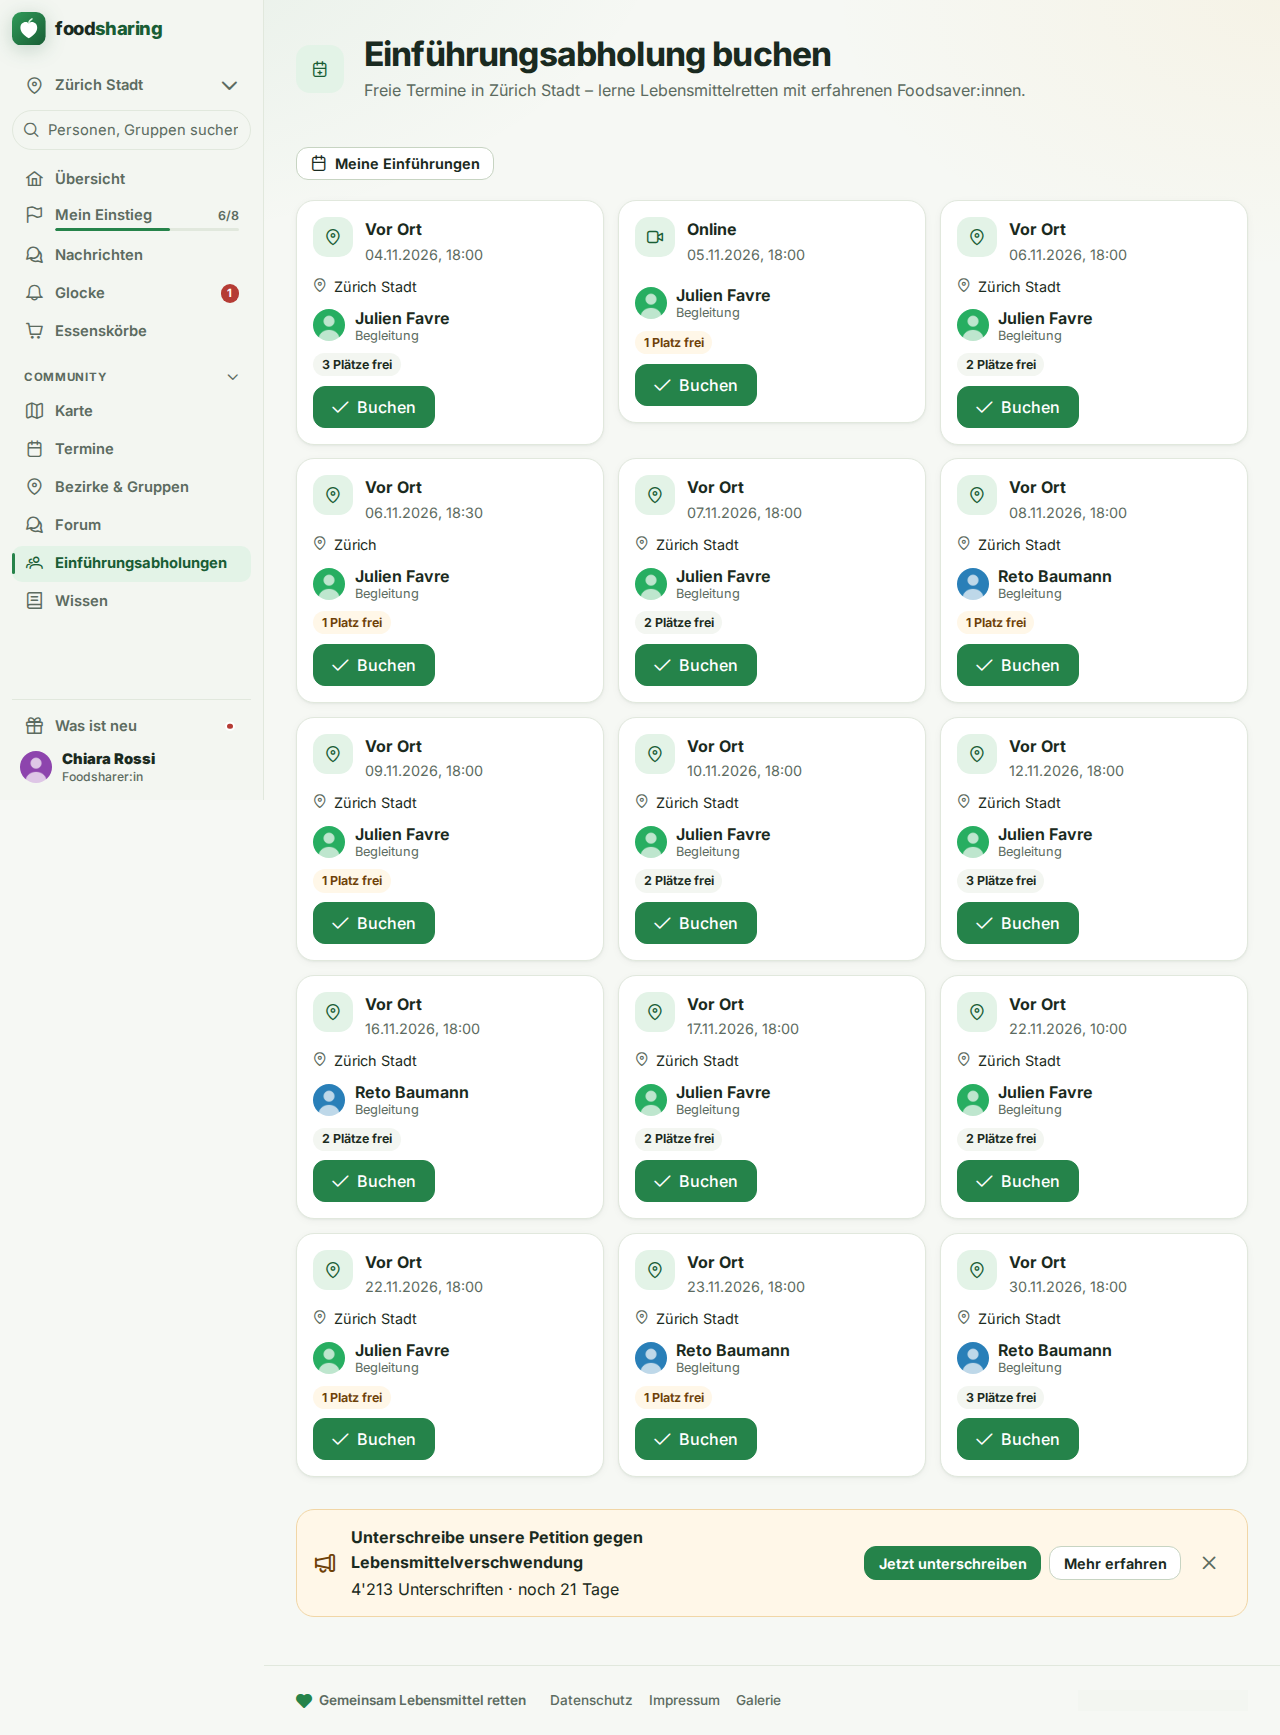 foodsharing
Zürich Stadt
Personen, Gruppen sucher
Übersicht
Mein Einstieg 6/8
Nachrichten
Glocke 1
Essenskörbe
COMMUNITY
Karte
Termine
Bezirke & Gruppen
Forum
Einführungsabholungen
Wissen
Was ist neu
Chiara Rossi
Foodsharer:in
Einführungsabholung buchen
Freie Termine in Zürich Stadt – lerne Lebensmittelretten mit erfahrenen Foodsaver:innen.
Meine Einführungen
Vor Ort
04.11.2026, 18:00
Zürich Stadt
Julien Favre
Begleitung
3 Plätze frei
Buchen
Online
05.11.2026, 18:00
Julien Favre
Begleitung
1 Platz frei
Buchen
Vor Ort
06.11.2026, 18:00
Zürich Stadt
Julien Favre
Begleitung
2 Plätze frei
Buchen
Vor Ort
06.11.2026, 18:30
Zürich
Julien Favre
Begleitung
1 Platz frei
Buchen
Vor Ort
07.11.2026, 18:00
Zürich Stadt
Julien Favre
Begleitung
2 Plätze frei
Buchen
Vor Ort
08.11.2026, 18:00
Zürich Stadt
Reto Baumann
Begleitung
1 Platz frei
Buchen
Vor Ort
09.11.2026, 18:00
Zürich Stadt
Julien Favre
Begleitung
1 Platz frei
Buchen
Vor Ort
10.11.2026, 18:00
Zürich Stadt
Julien Favre
Begleitung
2 Plätze frei
Buchen
Vor Ort
12.11.2026, 18:00
Zürich Stadt
Julien Favre
Begleitung
3 Plätze frei
Buchen
Vor Ort
16.11.2026, 18:00
Zürich Stadt
Reto Baumann
Begleitung
2 Plätze frei
Buchen
Vor Ort
17.11.2026, 18:00
Zürich Stadt
Julien Favre
Begleitung
2 Plätze frei
Buchen
Vor Ort
22.11.2026, 10:00
Zürich Stadt
Julien Favre
Begleitung
2 Plätze frei
Buchen
Vor Ort
22.11.2026, 18:00
Zürich Stadt
Julien Favre
Begleitung
1 Platz frei
Buchen
Vor Ort
23.11.2026, 18:00
Zürich Stadt
Reto Baumann
Begleitung
1 Platz frei
Buchen
Vor Ort
30.11.2026, 18:00
Zürich Stadt
Reto Baumann
Begleitung
3 Plätze frei
Buchen
Unterschreibe unsere Petition gegen
Lebensmittelverschwendung
4'213 Unterschriften · noch 21 Tage
Jetzt unterschreiben
Mehr erfahren
Gemeinsam Lebensmittel retten
Datenschutz
Impressum
Galerie